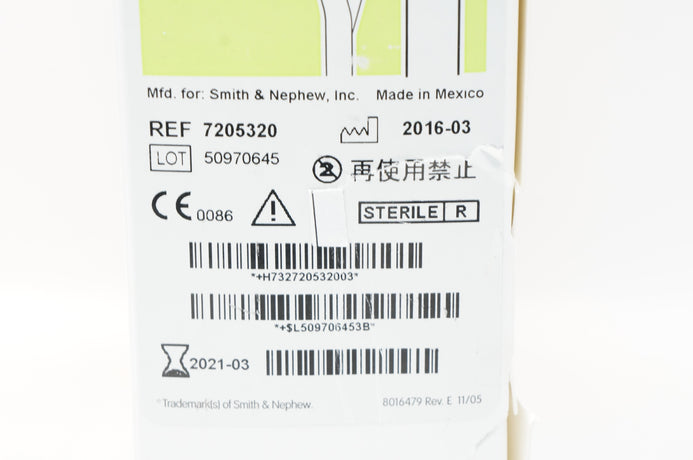 Mfd. for: Smith & Nephew, Inc. Made in Mexico
REF 7205320 2016-03
LOT 50970645
2 再使用禁止
CE 0086 ! STERILE R
*+H732720532003*
*+$L509706453B*
2021-03
*Trademark(s) of Smith & Nephew. 8016479 Rev. E 11/05